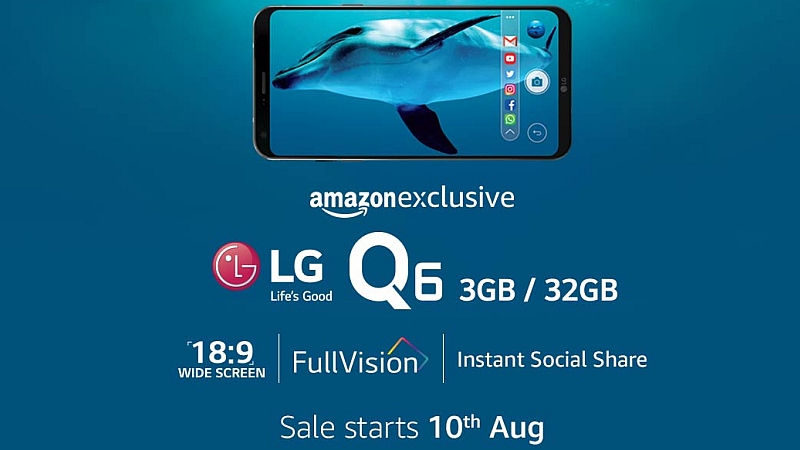 LG
amazonexclusive
LG Q6 3GB / 32GB
Life's Good
18:9 FullVision Instant Social Share
WIDE SCREEN
Sale starts 10th Aug